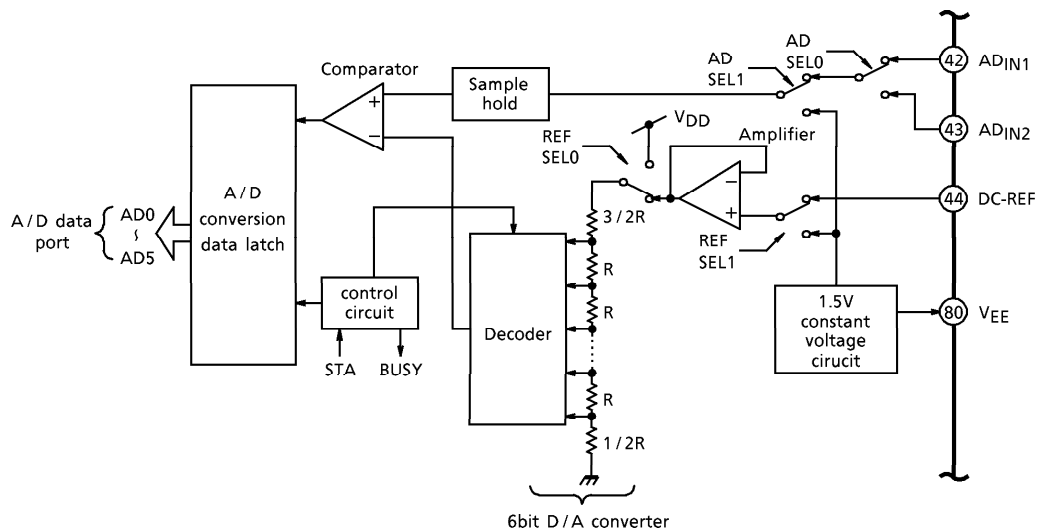 AD
SEL0
42
ADIN1
AD
SEL1
Comparator
Sample
hold
+
−
43
ADIN2
VDD
REF
SEL0
Amplifier
−
+
44
DC-REF
A/D
conversion
data latch
A/D data
port
AD0
~
AD5
3/2R
REF
SEL1
R
control
circuit
R
Decoder
1.5V
constant
voltage
cirucit
80
VEE
STA
BUSY
R
1/2R
6bit D/A converter